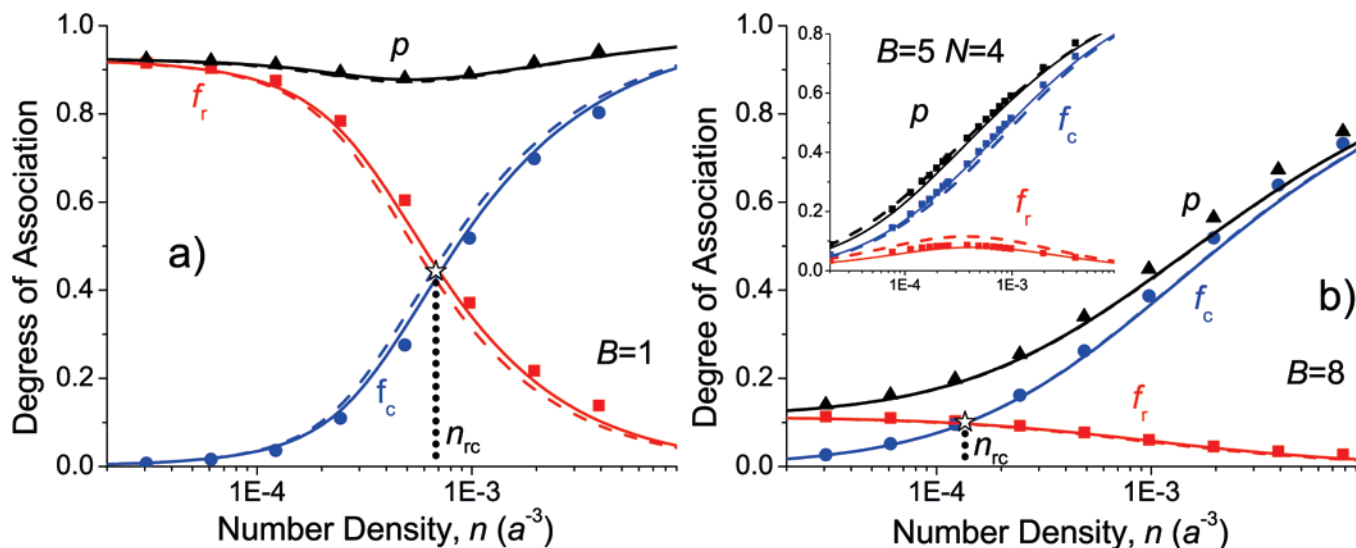 1.0
0.8
0.6
0.4
0.2
0.0
Degress of Association
a)
p
f_r
f_c
B=1
n_rc
1E-4
1E-3
Number Density, n (a^-3)
1.0
0.8
0.6
0.4
0.2
0.0
Degree of Association
0.8
0.6
0.4
0.2
0.0
B=5 N=4
p
f_c
f_r
1E-4
1E-3
p
f_c
b)
B=8
f_r
n_rc
1E-4
1E-3
Number Density, n (a^-3)